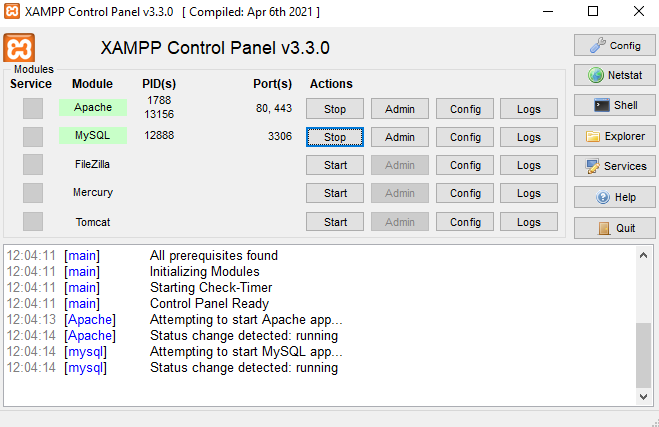 XAMPP Control Panel v3.3.0 [ Compiled: Apr 6th 2021 ]
XAMPP Control Panel v3.3.0
Config
Modules
Service Module PID(s) Port(s) Actions
Netstat
Apache 1788 13156 80, 443 Stop Admin Config Logs
Shell
MySQL 12888 3306 Stop Admin Config Logs
Explorer
FileZilla Start Admin Config Logs
Services
Mercury Start Admin Config Logs
Help
Tomcat Start Admin Config Logs
Quit
12:04:11 [main] All prerequisites found
12:04:11 [main] Initializing Modules
12:04:11 [main] Starting Check-Timer
12:04:11 [main] Control Panel Ready
12:04:13 [Apache] Attempting to start Apache app...
12:04:14 [Apache] Status change detected: running
12:04:14 [mysql] Attempting to start MySQL app...
12:04:14 [mysql] Status change detected: running